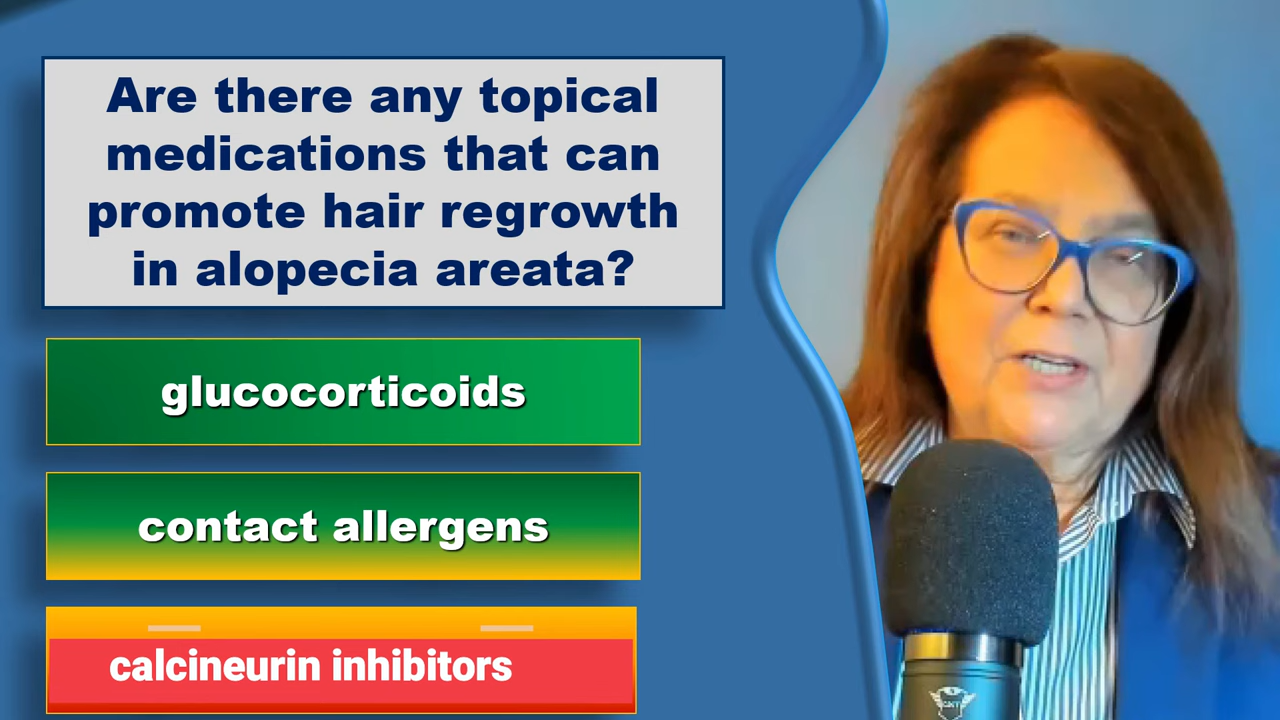 Are there any topical
medications that can
promote hair regrowth
in alopecia areata?
glucocorticoids
contact allergens
calcineurin inhibitors